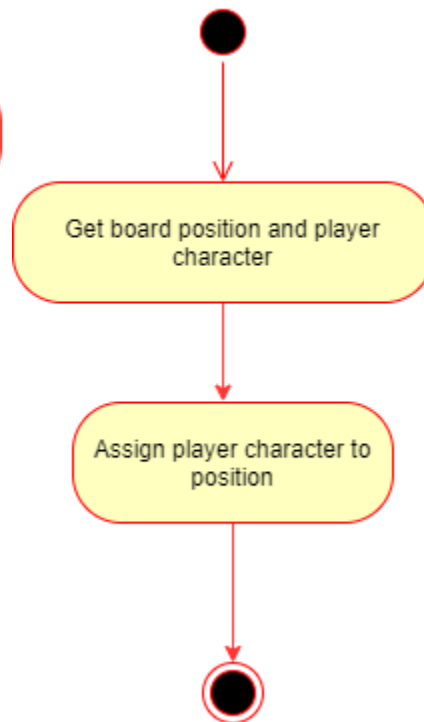 Get board position and player
character
Assign player character to
position